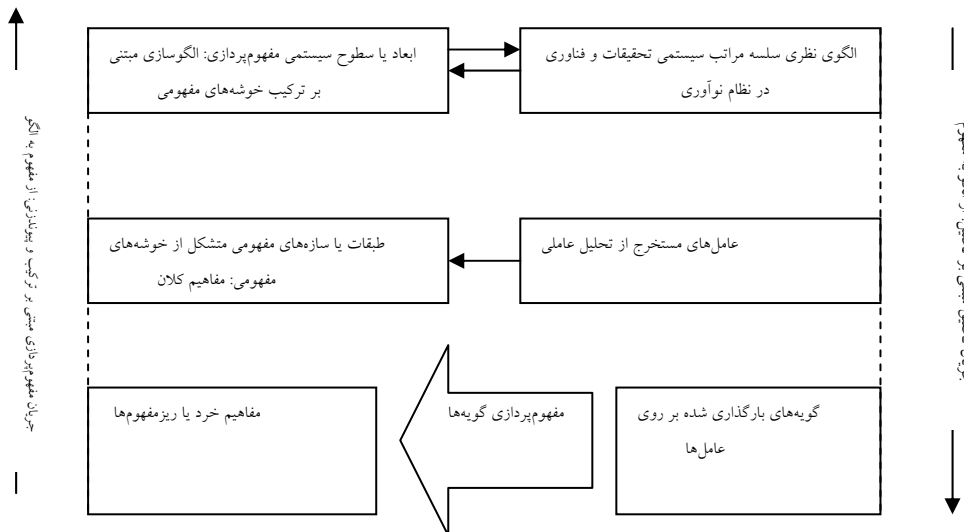 الگوی نظری سلسه مراتب سیستمی تحقیقات و فناوری
در نظام نوآوری
ابعاد یا سطوح سیستمی مفهوم‌پردازی: الگوسازی مبتنی
بر ترکیب خوشه‌های مفهومی
عامل‌های مستخرج از تحلیل عاملی
طبقات یا سازه‌های مفهومی متشکل از خوشه‌های
مفهومی: مفاهیم کلان
گویه‌های بارگذاری شده بر روی
عامل‌ها
مفهوم‌پردازی گویه‌ها
مفاهیم خرد یا ریزمفهوم‌ها
جریان مفهوم‌پردازی مبتنی بر ترکیب و پیوندزنی: از مفهوم به الگو